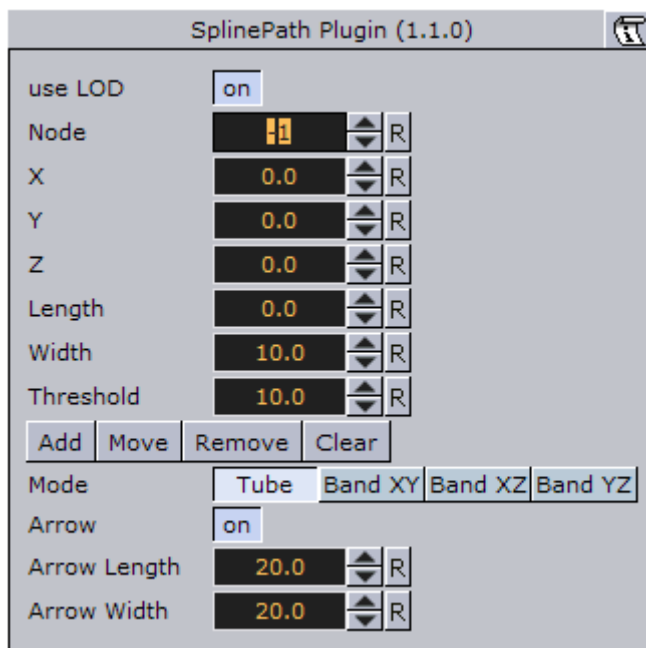 SplinePath Plugin (1.1.0)
use LOD on
Node -1 R
X 0.0 R
Y 0.0 R
Z 0.0 R
Length 0.0 R
Width 10.0 R
Threshold 10.0 R
Add Move Remove Clear
Mode Tube Band XY Band XZ Band YZ
Arrow on
Arrow Length 20.0 R
Arrow Width 20.0 R